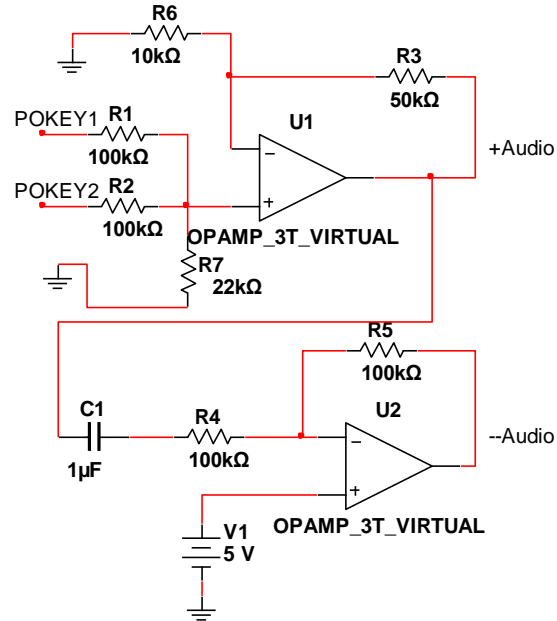 R6
10kΩ
R3
50kΩ
U1
POKEY1
R1
100kΩ
+Audio
POKEY2
R2
100kΩ
OPAMP_3T_VIRTUAL
R7
22kΩ
R5
100kΩ
C1
1µF
R4
100kΩ
U2
--Audio
OPAMP_3T_VIRTUAL
V1
5 V